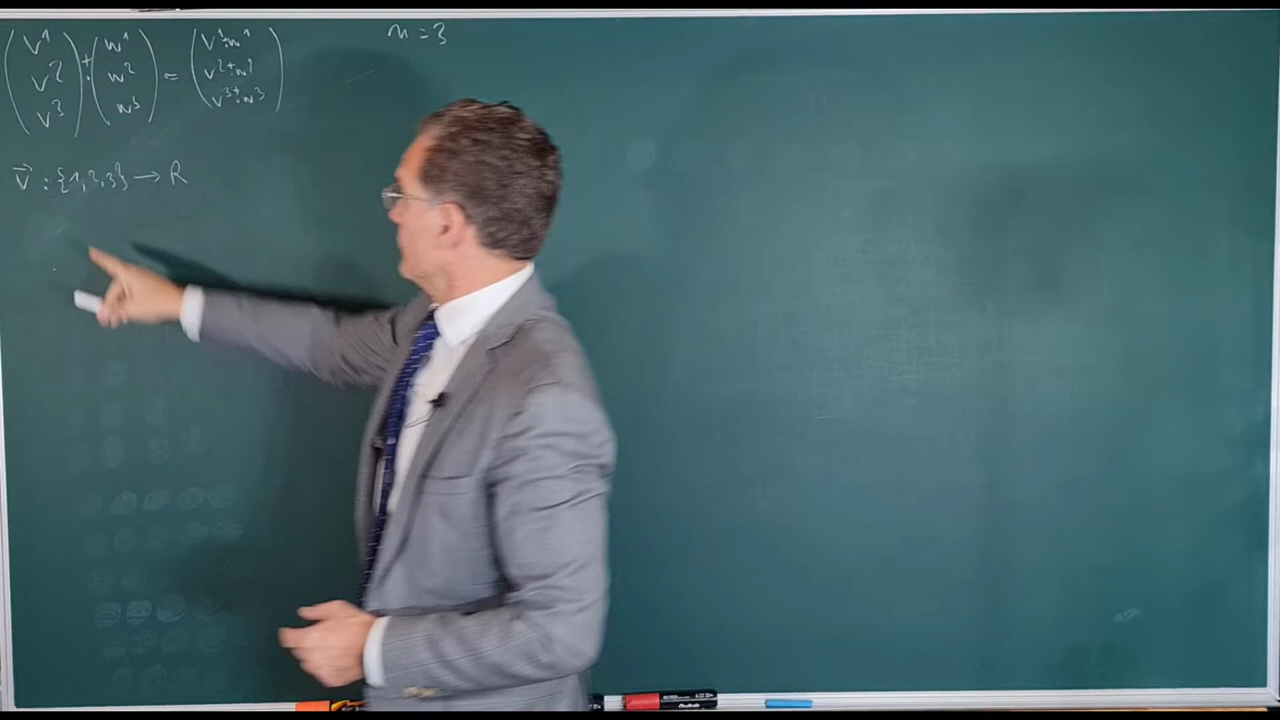 (v¹ v² v³) +̣ (w¹ w² w³) = (v¹+̣w¹ v²+̣w² v³+̣w³)
n = 3
v⃗ : {1,2,3} → R